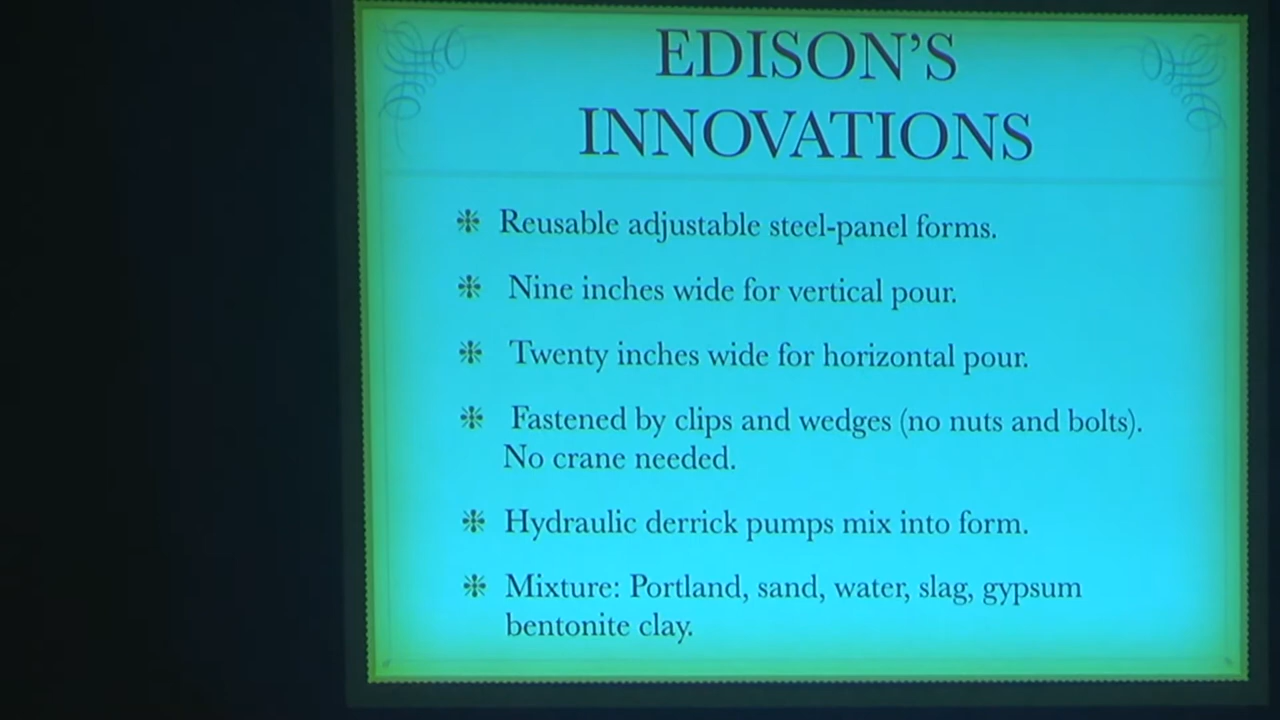 EDISON'S
INNOVATIONS
Reusable adjustable steel-panel forms.
Nine inches wide for vertical pour.
Twenty inches wide for horizontal pour.
Fastened by clips and wedges (no nuts and bolts).
No crane needed.
Hydraulic derrick pumps mix into form.
Mixture: Portland, sand, water, slag, gypsum
bentonite clay.